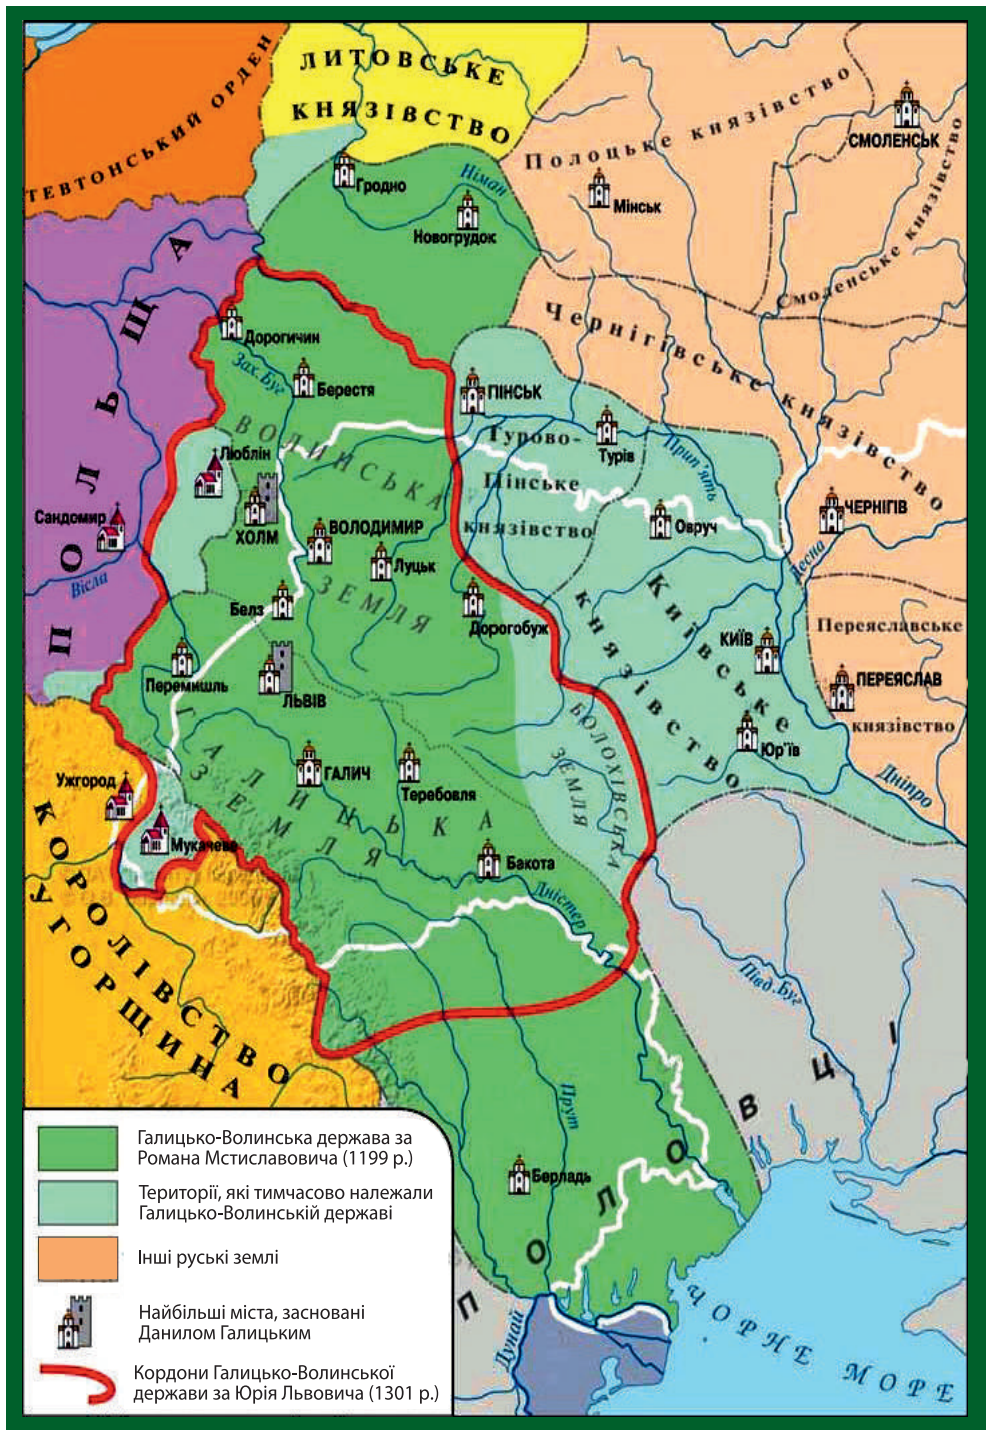 ЛИТОВСЬКЕ
КНЯЗІВСТВО
ТЕВТОНСЬКИЙ ОРДЕН
Полоцьке князівство
СМОЛЕНСЬК
Смоленське князівство
Гродно
Німан
Новогрудок
Мінськ
ПОЛЬЩА
Чернігівське князівство
Дорогичин
Зах.Буг
Берестя
ПІНСЬК
Турів
Турово-
Пінське
князівство
Прип'ять
ВОЛИНСЬКА
ЗЕМЛЯ
Люблін
Сандомир
Вісла
ХОЛМ
ВОЛОДИМИР
Луцьк
Овруч
ЧЕРНІГІВ
Десна
Белз
Дорогобуж
Київське
князівство
КИЇВ
Переяславське
князівство
ПЕРЕЯСЛАВ
Перемишль
ЛЬВІВ
Юр'їв
Дніпро
БОЛОХІВСЬКА
ЗЕМЛЯ
ГАЛИЦЬКА
ЗЕМЛЯ
ГАЛИЧ
Теребовля
Ужгород
Мукачеве
Бакота
Дністер
КОРОЛІВСТВО
УГОРЩИНА
Півд.Буг
ПОЛОВЦІ
Прут
Берладь
Дунай
ЧОРНЕ МОРЕ
Галицько-Волинська держава за
Романа Мстиславовича (1199 р.)
Території, які тимчасово належали
Галицько-Волинській державі
Інші руські землі
Найбільші міста, засновані
Данилом Галицьким
Кордони Галицько-Волинської
держави за Юрія Львовича (1301 р.)